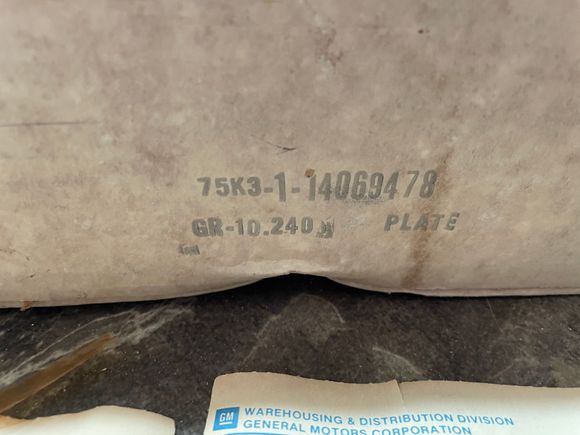 75K3-1-14069478
GR-10.240 PLATE
GM WAREHOUSING & DISTRIBUTION DIVISION
GENERAL MOTORS CORPORATION